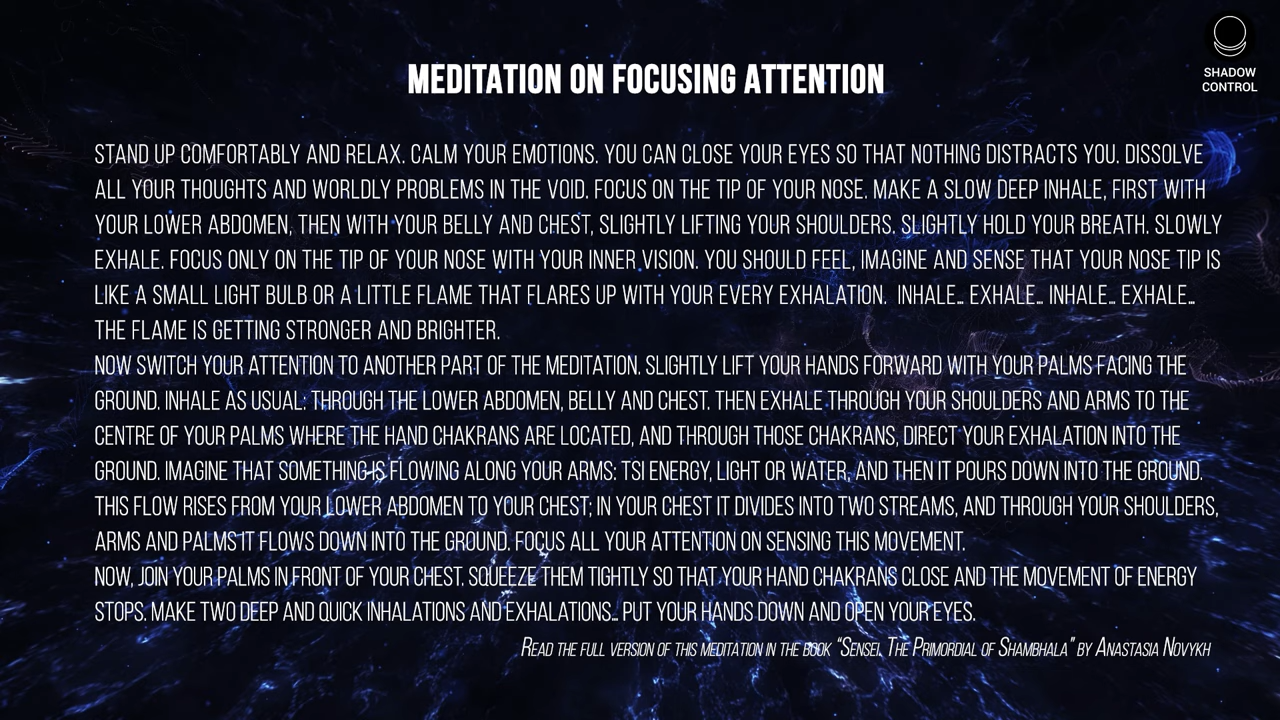 SHADOW
CONTROL
MEDITATION ON FOCUSING ATTENTION
STAND UP COMFORTABLY AND RELAX. CALM YOUR EMOTIONS. YOU CAN CLOSE YOUR EYES SO THAT NOTHING DISTRACTS YOU. DISSOLVE
ALL YOUR THOUGHTS AND WORLDLY PROBLEMS IN THE VOID. FOCUS ON THE TIP OF YOUR NOSE. MAKE A SLOW DEEP INHALE, FIRST WITH
YOUR LOWER ABDOMEN, THEN WITH YOUR BELLY AND CHEST, SLIGHTLY LIFTING YOUR SHOULDERS. SLIGHTLY HOLD YOUR BREATH. SLOWLY
EXHALE. FOCUS ONLY ON THE TIP OF YOUR NOSE WITH YOUR INNER VISION. YOU SHOULD FEEL, IMAGINE AND SENSE THAT YOUR NOSE TIP IS
LIKE A SMALL LIGHT BULB OR A LITTLE FLAME THAT FLARES UP WITH YOUR EVERY EXHALATION. INHALE... EXHALE... INHALE... EXHALE...
THE FLAME IS GETTING STRONGER AND BRIGHTER.
NOW SWITCH YOUR ATTENTION TO ANOTHER PART OF THE MEDITATION. SLIGHTLY LIFT YOUR HANDS FORWARD WITH YOUR PALMS FACING THE
GROUND. INHALE AS USUAL: THROUGH THE LOWER ABDOMEN, BELLY AND CHEST. THEN EXHALE THROUGH YOUR SHOULDERS AND ARMS TO THE
CENTRE OF YOUR PALMS WHERE THE HAND CHAKRANS ARE LOCATED, AND THROUGH THOSE CHAKRANS, DIRECT YOUR EXHALATION INTO THE
GROUND. IMAGINE THAT SOMETHING IS FLOWING ALONG YOUR ARMS: TSI ENERGY, LIGHT OR WATER, AND THEN IT POURS DOWN INTO THE GROUND.
THIS FLOW RISES FROM YOUR LOWER ABDOMEN TO YOUR CHEST; IN YOUR CHEST IT DIVIDES INTO TWO STREAMS, AND THROUGH YOUR SHOULDERS,
ARMS AND PALMS IT FLOWS DOWN INTO THE GROUND. FOCUS ALL YOUR ATTENTION ON SENSING THIS MOVEMENT.
NOW, JOIN YOUR PALMS IN FRONT OF YOUR CHEST. SQUEEZE THEM TIGHTLY SO THAT YOUR HAND CHAKRANS CLOSE AND THE MOVEMENT OF ENERGY
STOPS. MAKE TWO DEEP AND QUICK INHALATIONS AND EXHALATIONS... PUT YOUR HANDS DOWN AND OPEN YOUR EYES.
READ THE FULL VERSION OF THIS MEDITATION IN THE BOOK "SENSEI. THE PRIMORDIAL OF SHAMBHALA" BY ANASTASIA NOVYKH